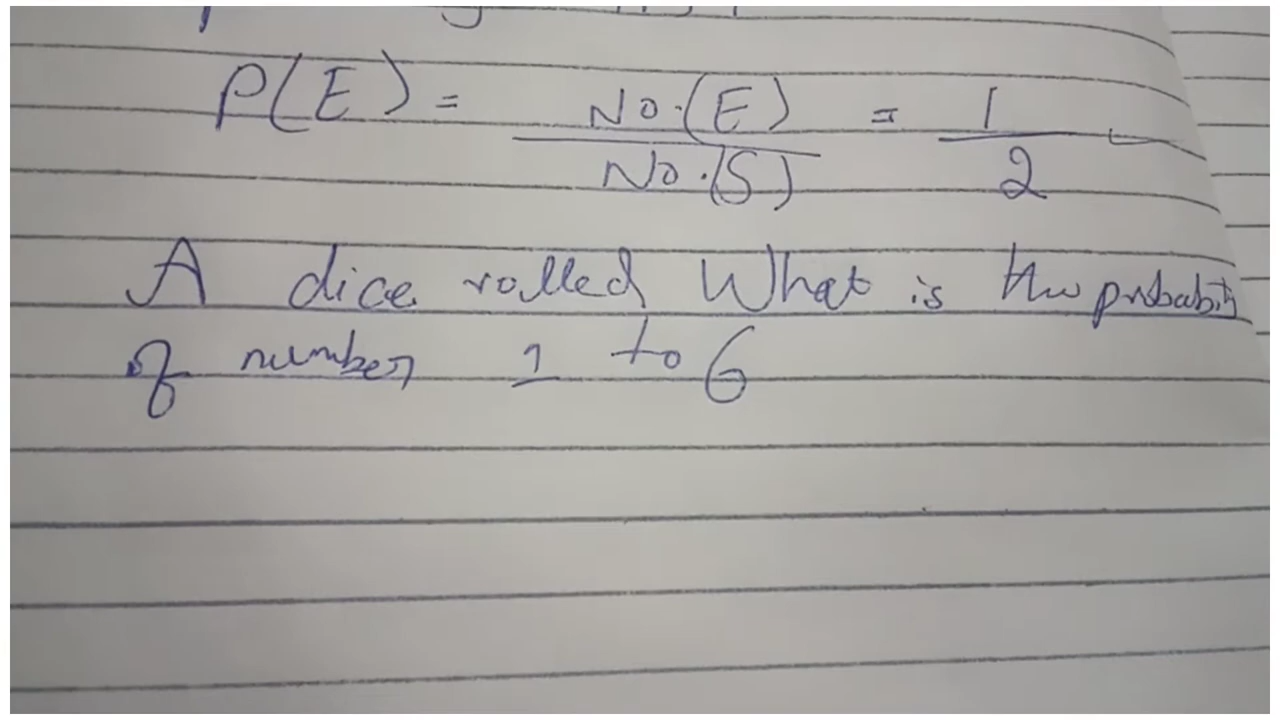 P(E) = No.(E) / No.(S) = 1 / 2
A dice rolled What is the probability
of number 1 to 6